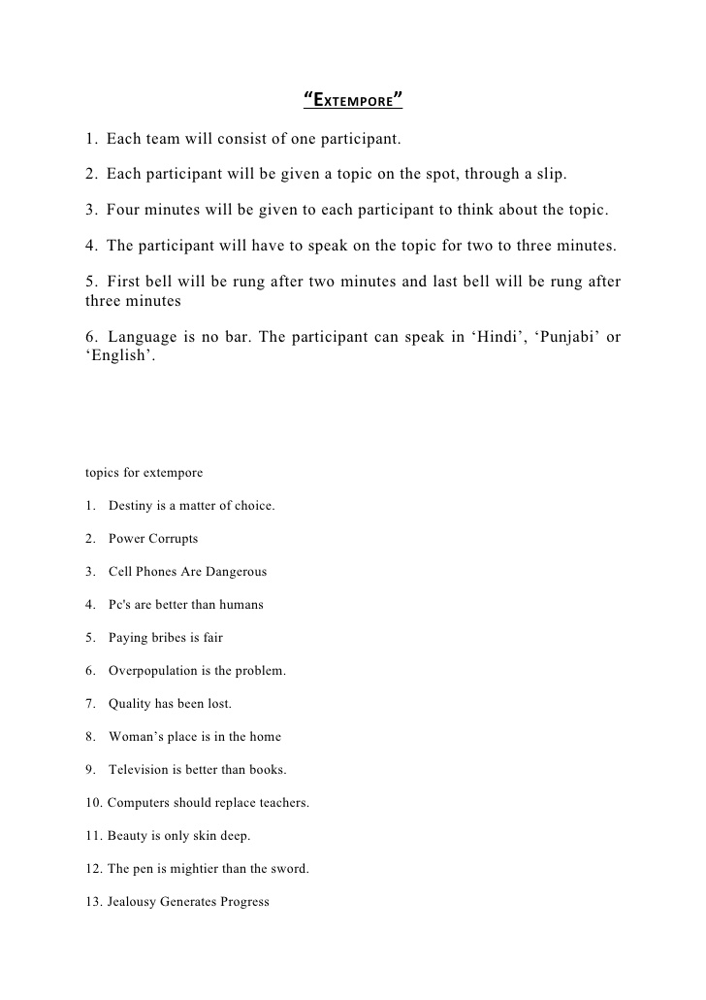 “EXTEMPORE”
1. Each team will consist of one participant.
2. Each participant will be given a topic on the spot, through a slip.
3. Four minutes will be given to each participant to think about the topic.
4. The participant will have to speak on the topic for two to three minutes.
5. First bell will be rung after two minutes and last bell will be rung after
three minutes
6. Language is no bar. The participant can speak in ‘Hindi’, ‘Punjabi’ or
‘English’.
topics for extempore
1. Destiny is a matter of choice.
2. Power Corrupts
3. Cell Phones Are Dangerous
4. Pc's are better than humans
5. Paying bribes is fair
6. Overpopulation is the problem.
7. Quality has been lost.
8. Woman’s place is in the home
9. Television is better than books.
10. Computers should replace teachers.
11. Beauty is only skin deep.
12. The pen is mightier than the sword.
13. Jealousy Generates Progress